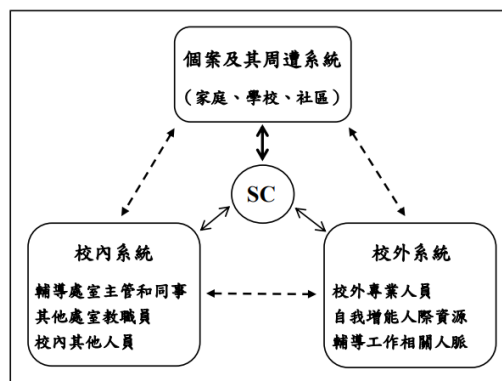 個案及其周遭系統
（家庭、學校、社區）
SC
校內系統
輔導處室主管和同事
其他處室教職員
校內其他人員
校外系統
校外專業人員
自我增能人際資源
輔導工作相關人脈